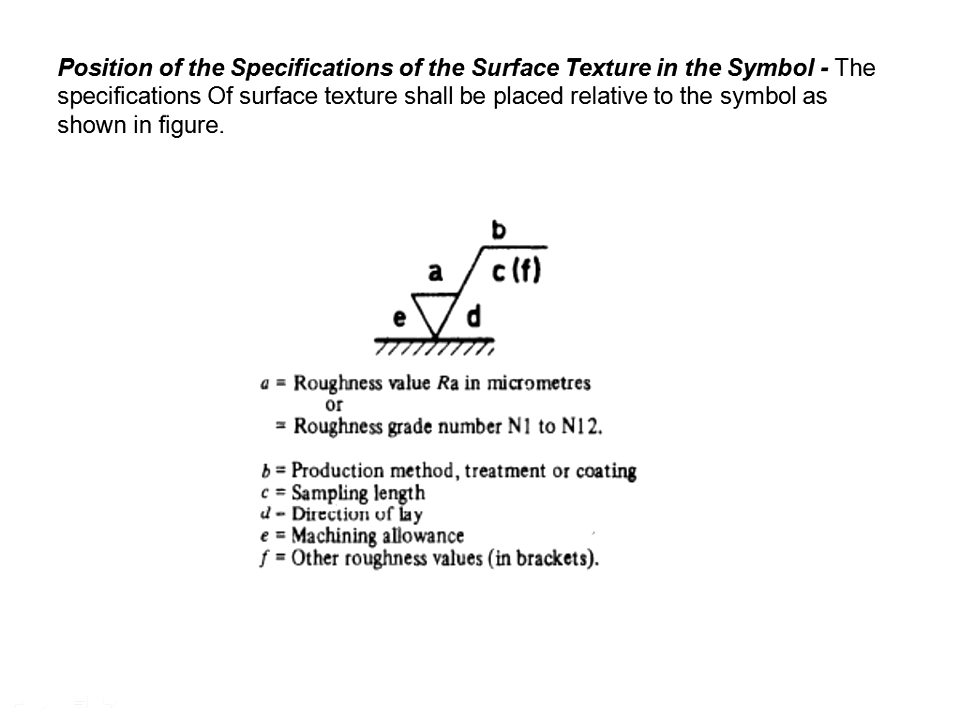 Position of the Specifications of the Surface Texture in the Symbol - The
specifications Of surface texture shall be placed relative to the symbol as
shown in figure.
b
a c (f)
e d
a = Roughness value Ra in micrometres
or
= Roughness grade number N1 to N12.
b = Production method, treatment or coating
c = Sampling length
d - Direction of lay
e = Machining allowance
f = Other roughness values (in brackets).